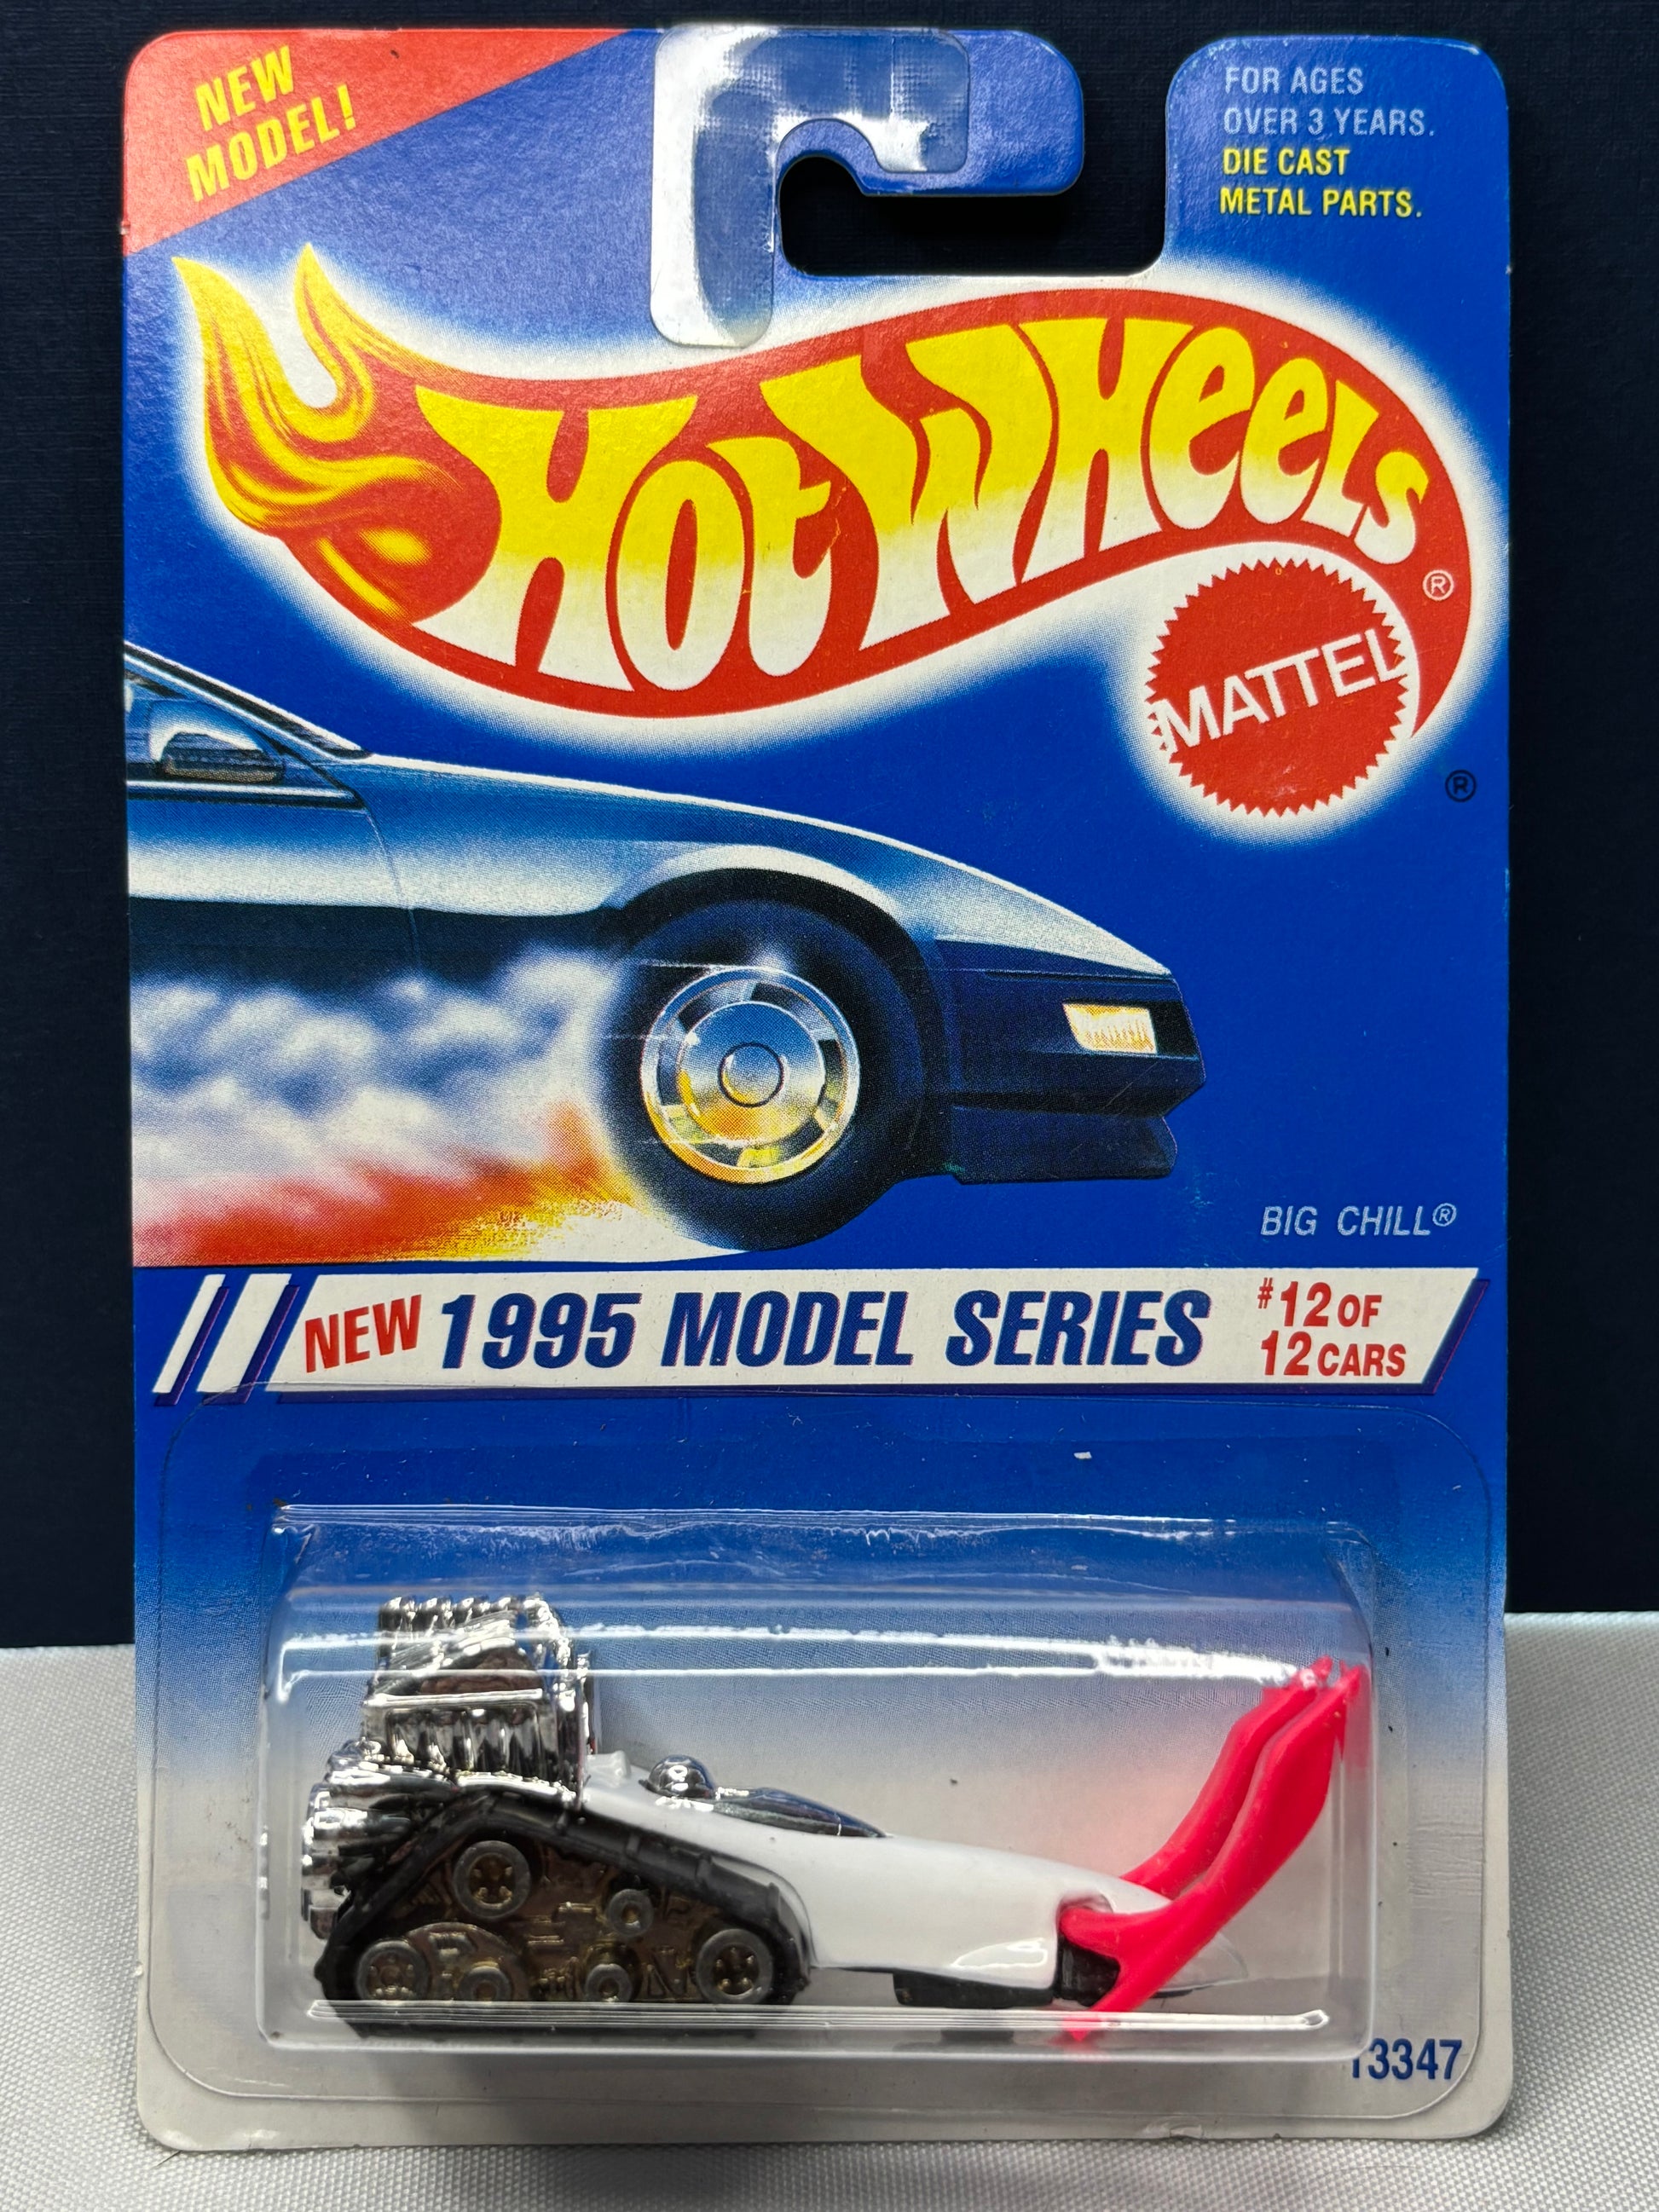 NEW
MODEL!
FOR AGES
OVER 3 YEARS.
DIE CAST
METAL PARTS.
HOT WHEELS®
MATTEL
®
BIG CHILL®
NEW 1995 MODEL SERIES
#12 OF
12 CARS
13347